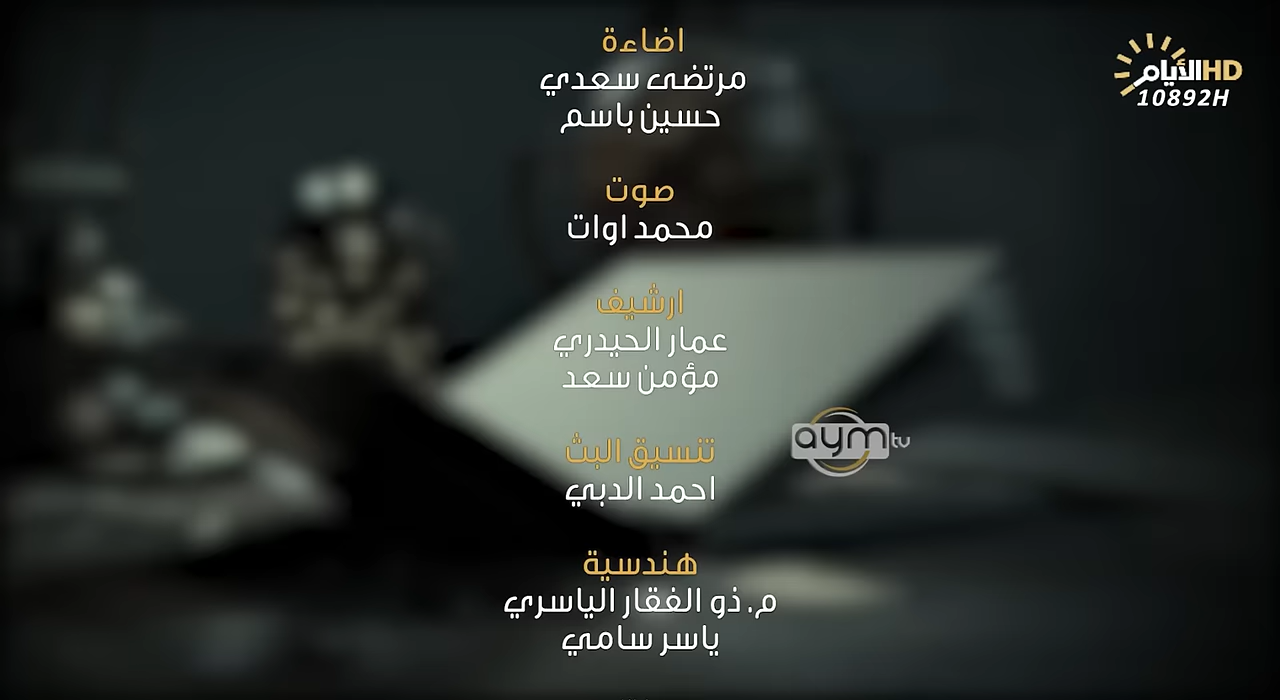 اضاءة
مرتضى سعدي
حسين باسم
صوت
محمد اوات
ارشيف
عمار الحيدري
مؤمن سعد
تنسيق البث
احمد الدبي
هندسية
م. ذو الفقار الياسري
ياسر سامي
الأيام HD
10892H
aym tv